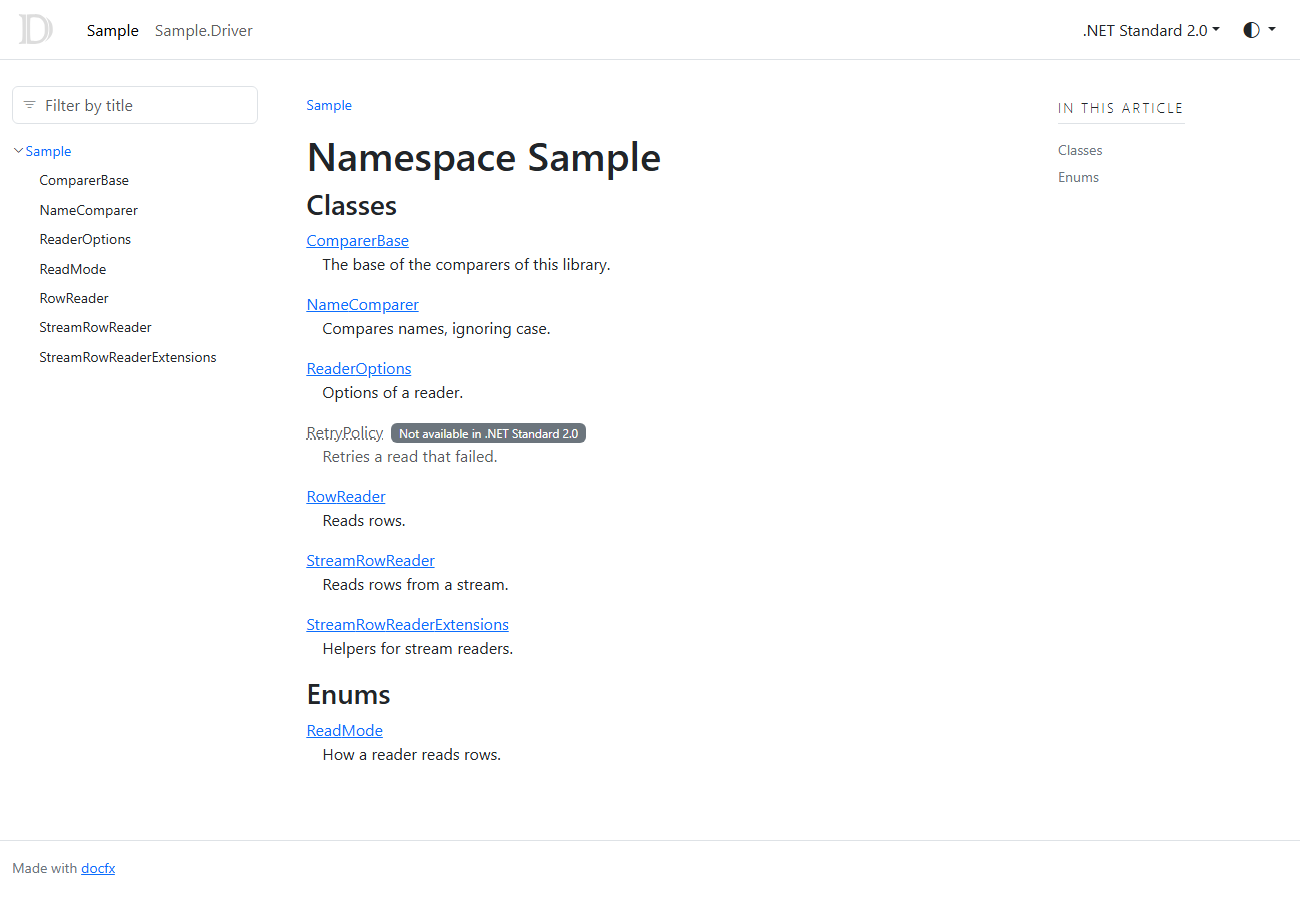 D
Sample
Sample.Driver
.NET Standard 2.0
Filter by title
Sample
ComparerBase
NameComparer
ReaderOptions
ReadMode
RowReader
StreamRowReader
StreamRowReaderExtensions
Sample
Namespace Sample
Classes
ComparerBase
The base of the comparers of this library.
NameComparer
Compares names, ignoring case.
ReaderOptions
Options of a reader.
RetryPolicy Not available in .NET Standard 2.0
Retries a read that failed.
RowReader
Reads rows.
StreamRowReader
Reads rows from a stream.
StreamRowReaderExtensions
Helpers for stream readers.
Enums
ReadMode
How a reader reads rows.
IN THIS ARTICLE
Classes
Enums
Made with docfx